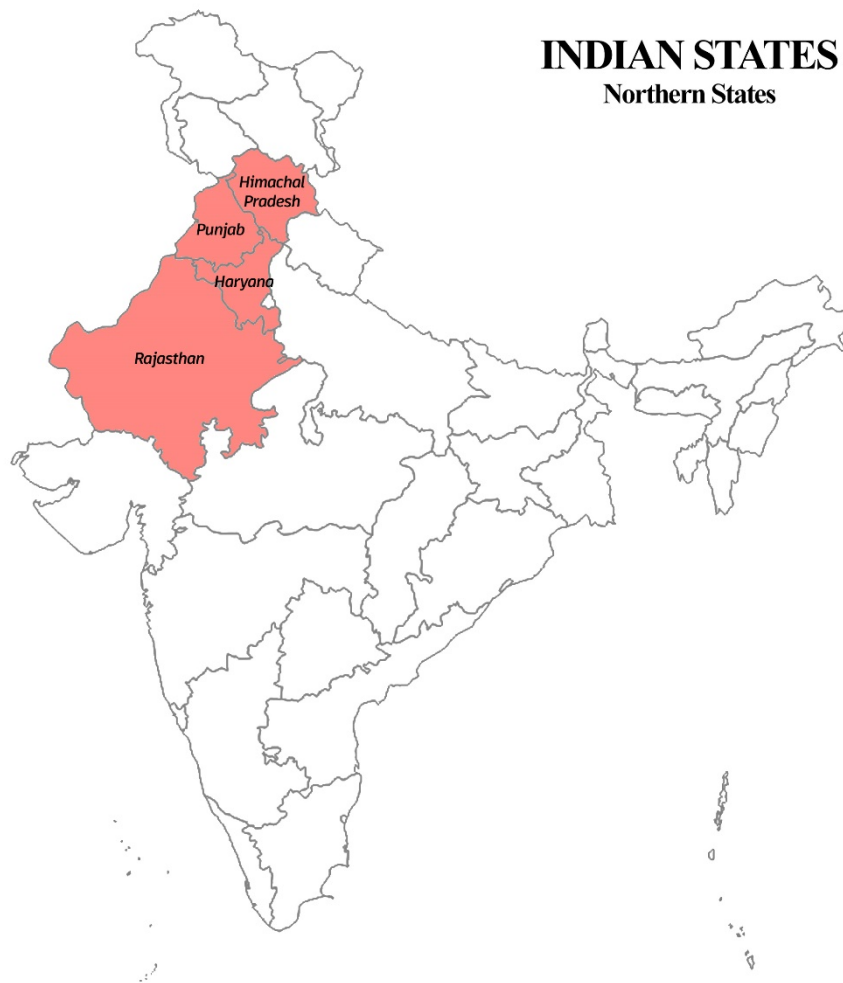 INDIAN STATES
Northern States
Himachal
Pradesh
Punjab
Haryana
Rajasthan